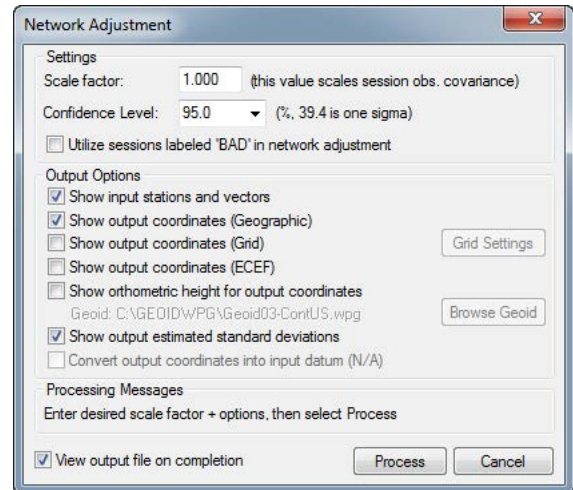 Network Adjustment
Settings
Scale factor: 1.000 (this value scales session obs. covariance)
Confidence Level: 95.0 (%, 39.4 is one sigma)
Utilize sessions labeled 'BAD' in network adjustment
Output Options
Show input stations and vectors
Show output coordinates (Geographic)
Show output coordinates (Grid) Grid Settings
Show output coordinates (ECEF)
Show orthometric height for output coordinates
Geoid: C:\GEOIDWPG\Geoid03-ContUS.wpg Browse Geoid
Show output estimated standard deviations
Convert output coordinates into input datum (N/A)
Processing Messages
Enter desired scale factor + options, then select Process
View output file on completion Process Cancel